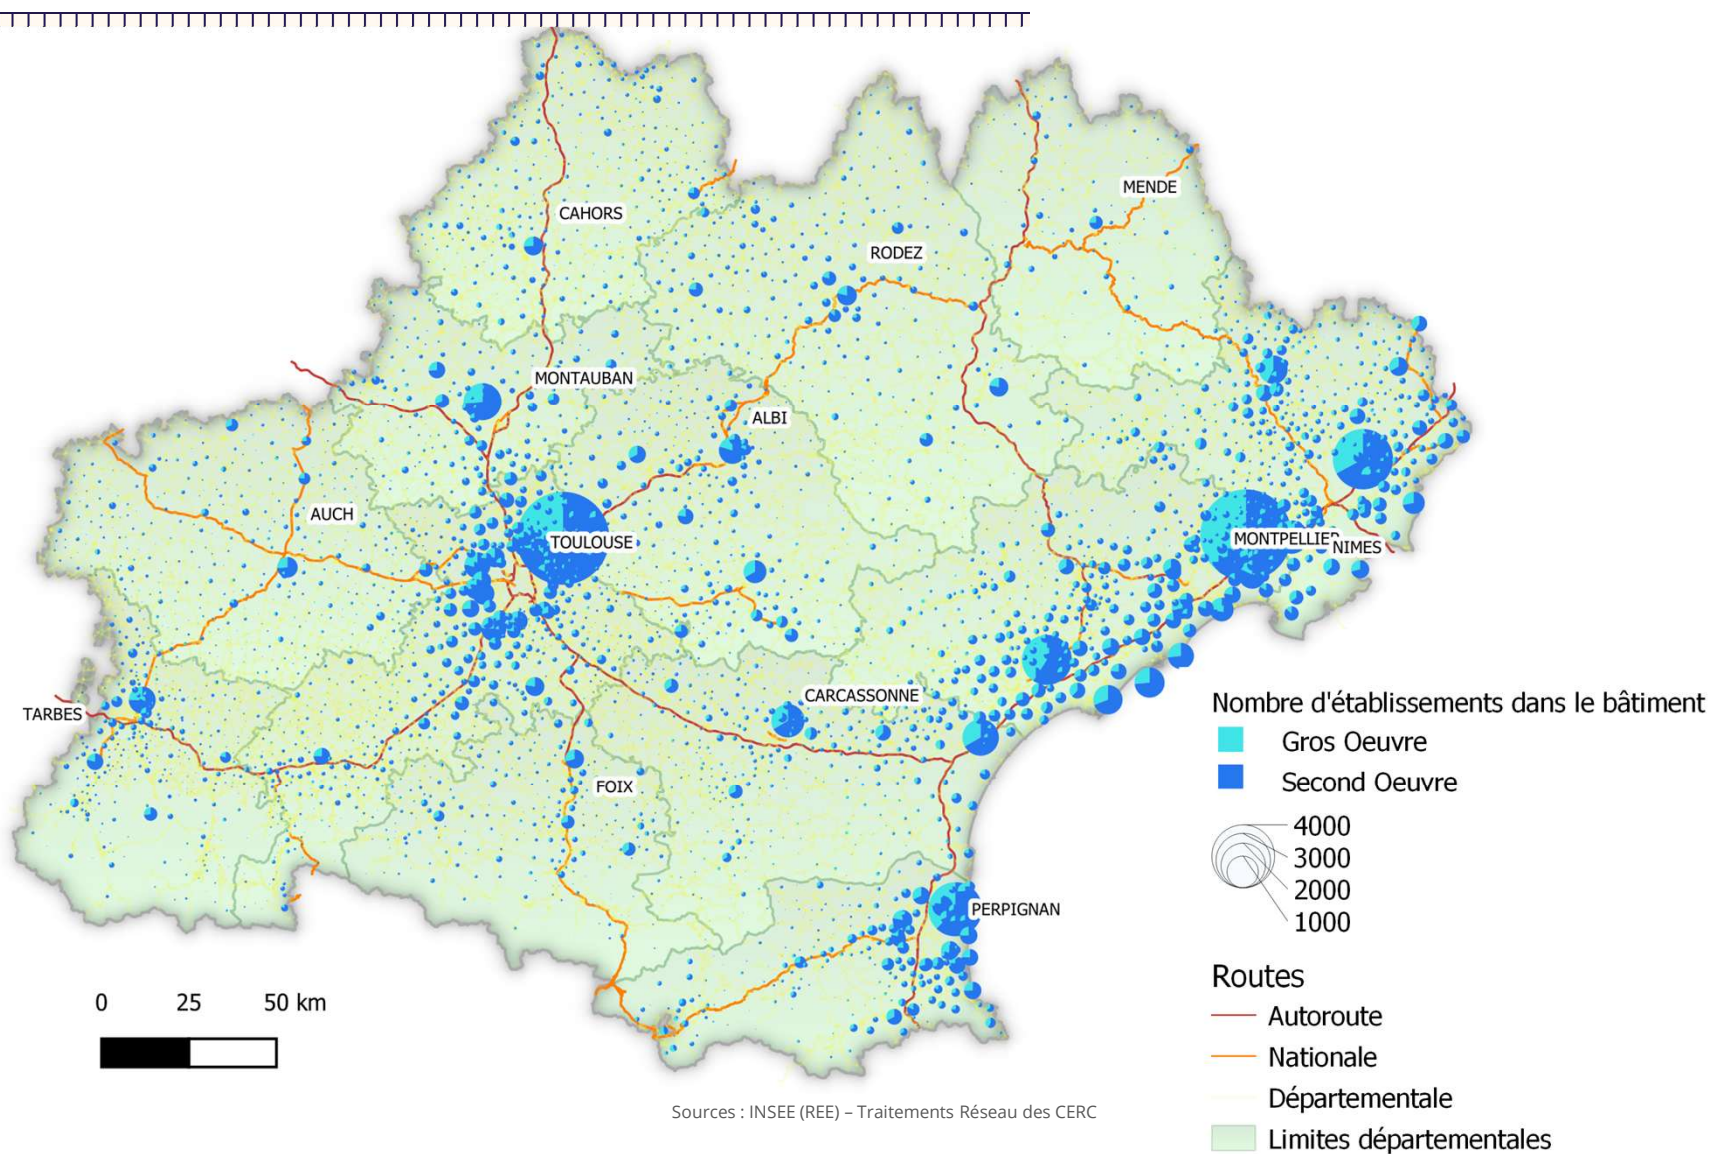 MENDE
CAHORS
RODEZ
MONTAUBAN
ALBI
AUCH
TOULOUSE
MONTPELLIER
NIMES
CARCASSONNE
TARBES
FOIX
PERPIGNAN
Nombre d'établissements dans le bâtiment
Gros Oeuvre
Second Oeuvre
4000
3000
2000
1000
Routes
Autoroute
Nationale
Départementale
Limites départementales
0 25 50 km
Sources : INSEE (REE) – Traitements Réseau des CERC